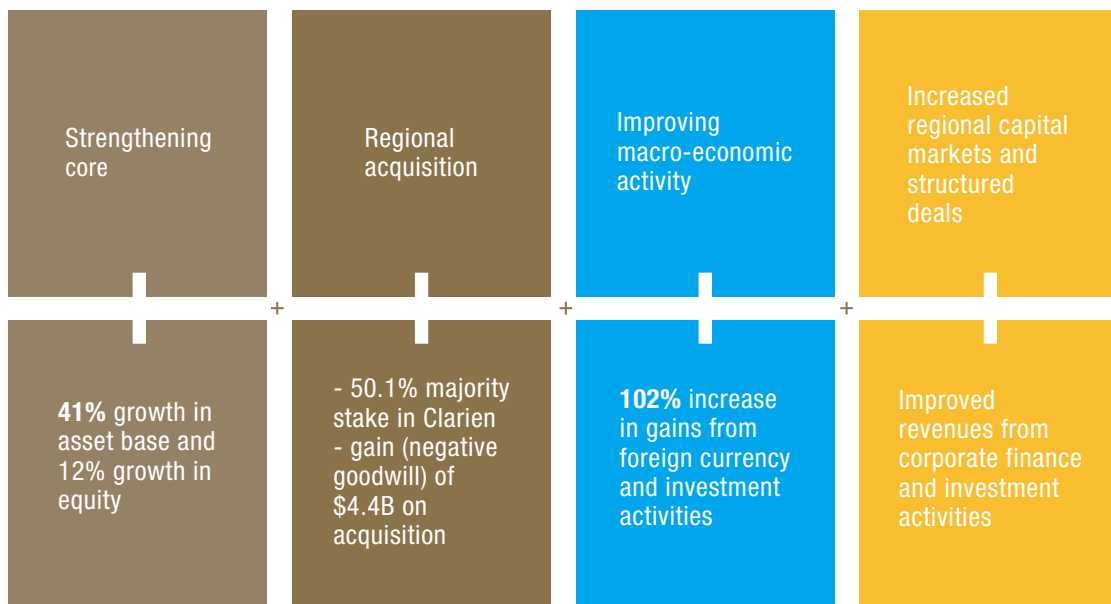 Strengthening
core
Regional
acquisition
Improving
macro-economic
activity
Increased
regional capital
markets and
structured
deals
+
+
+
41% growth in
asset base and
12% growth in
equity
- 50.1% majority
stake in Clarien
- gain (negative
goodwill) of
$4.4B on
acquisition
102% increase
in gains from
foreign currency
and investment
activities
Improved
revenues from
corporate finance
and investment
activities